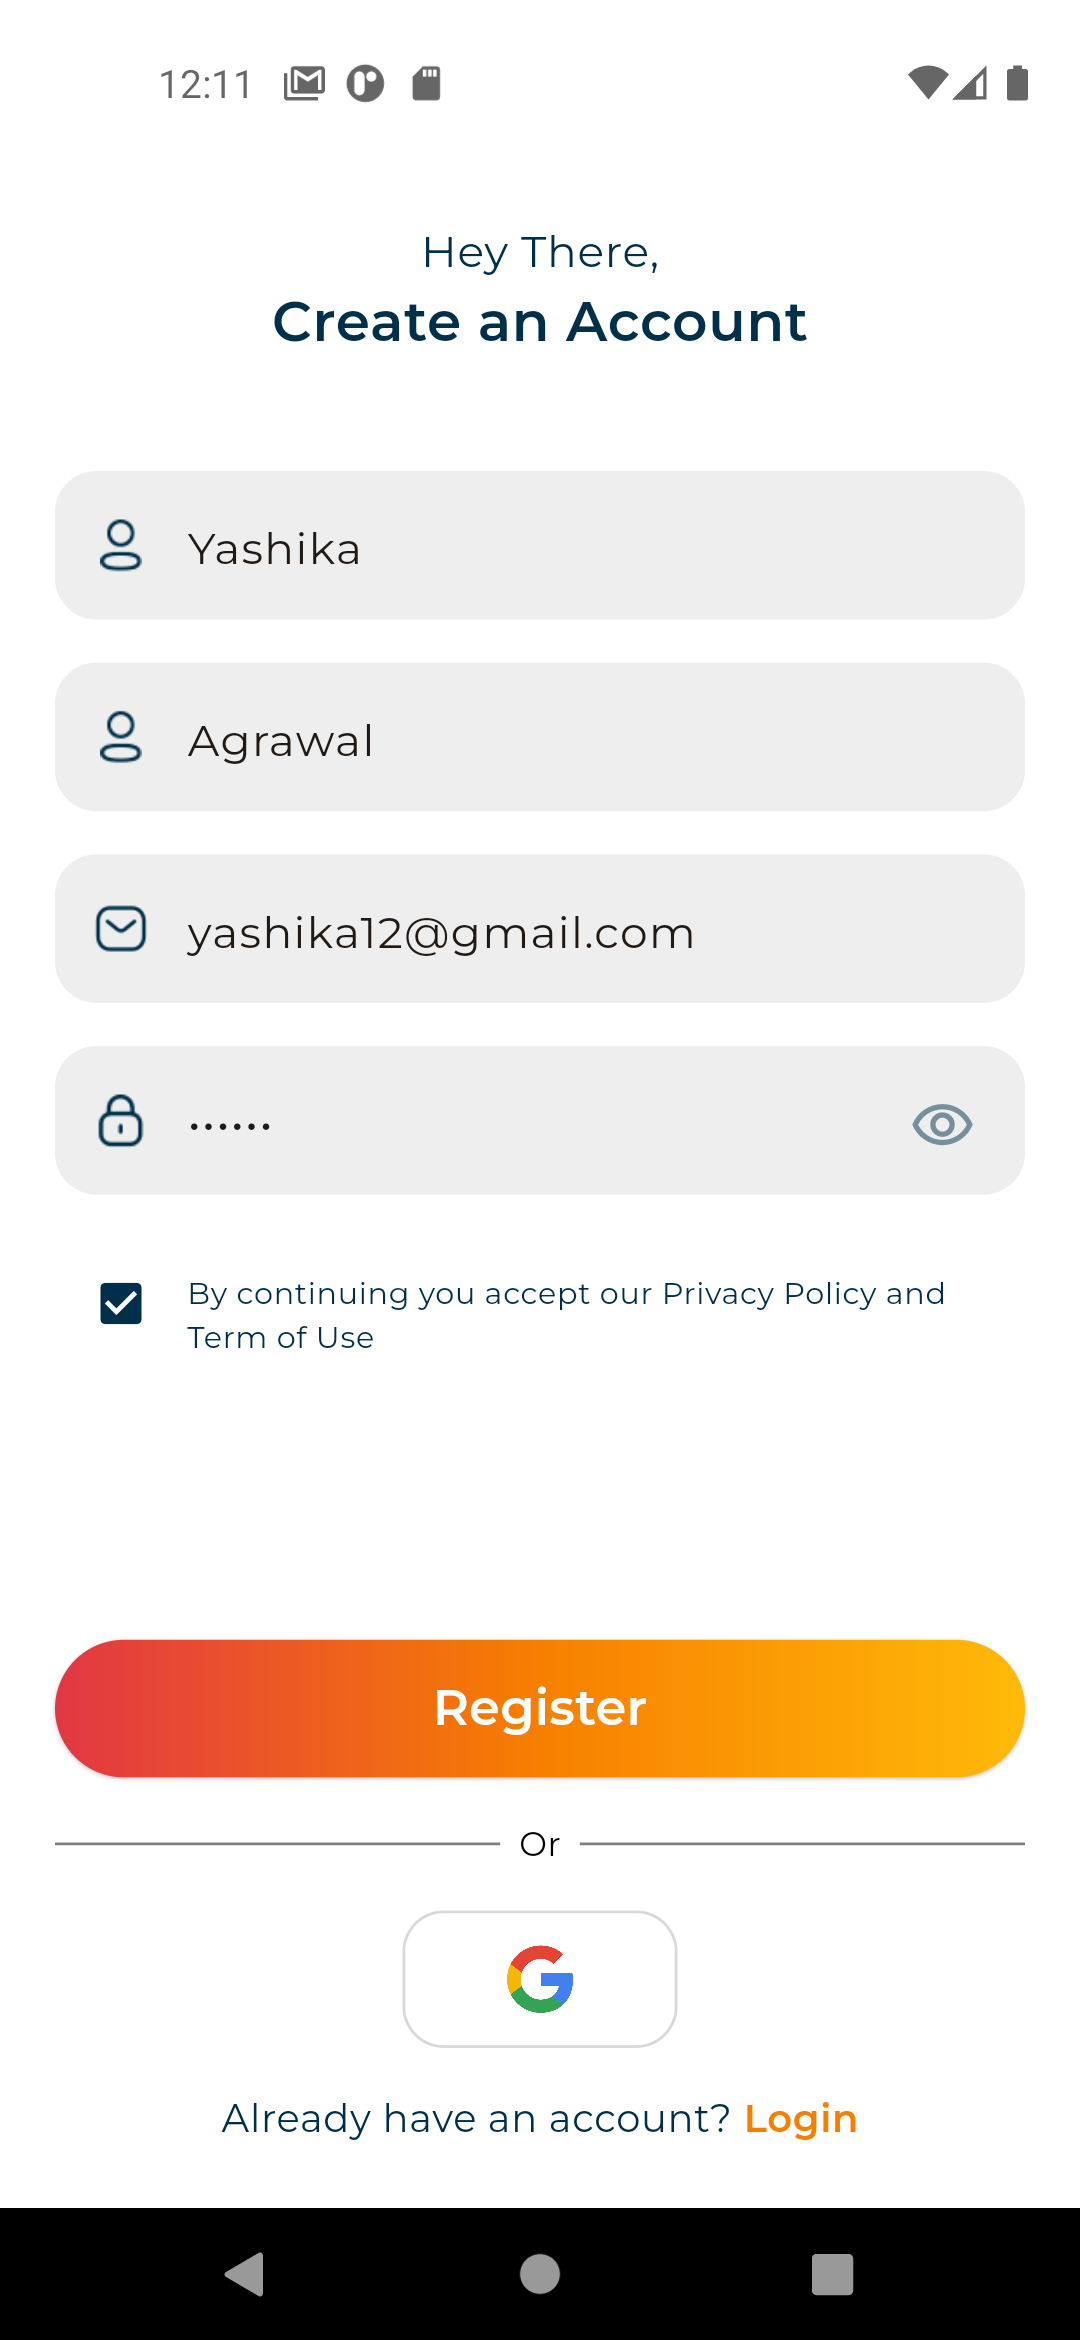 12:11
Hey There,
Create an Account
Yashika
Agrawal
yashika12@gmail.com
••••••
By continuing you accept our Privacy Policy and
Term of Use
Register
Or
Already have an account? Login